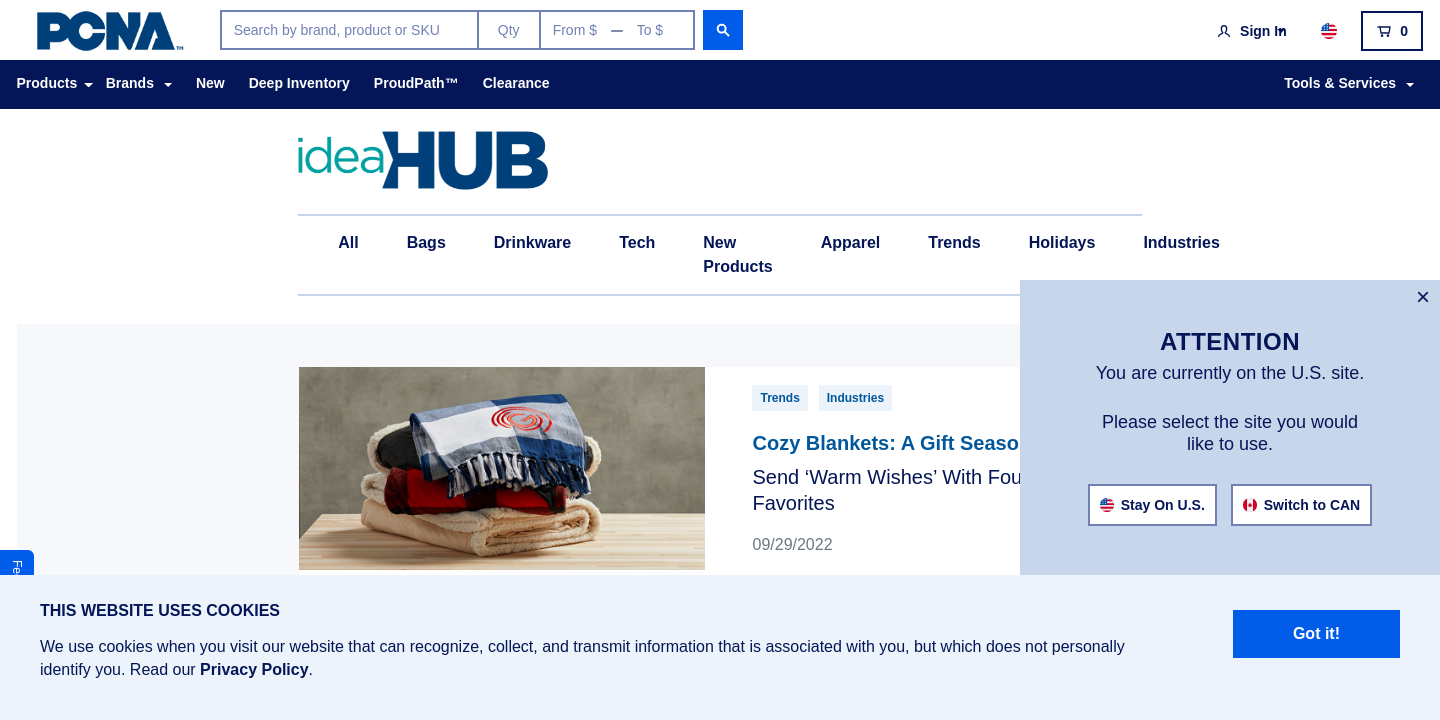 PCNA™
Search by brand, product or SKU
Qty
From $ — To $
Sign In
0
Products
Brands
New
Deep Inventory
ProudPath™
Clearance
Tools & Services
ideaHUB
All
Bags
Drinkware
Tech
New
Products
Apparel
Trends
Holidays
Industries
×
ATTENTION
You are currently on the U.S. site.
Please select the site you would
like to use.
Stay On U.S.
Switch to CAN
Trends
Industries
Cozy Blankets: A Gift Seaso
Send ‘Warm Wishes’ With Fou
Favorites
09/29/2022
Fe
THIS WEBSITE USES COOKIES
We use cookies when you visit our website that can recognize, collect, and transmit information that is associated with you, but which does not personally
identify you. Read our Privacy Policy.
Got it!